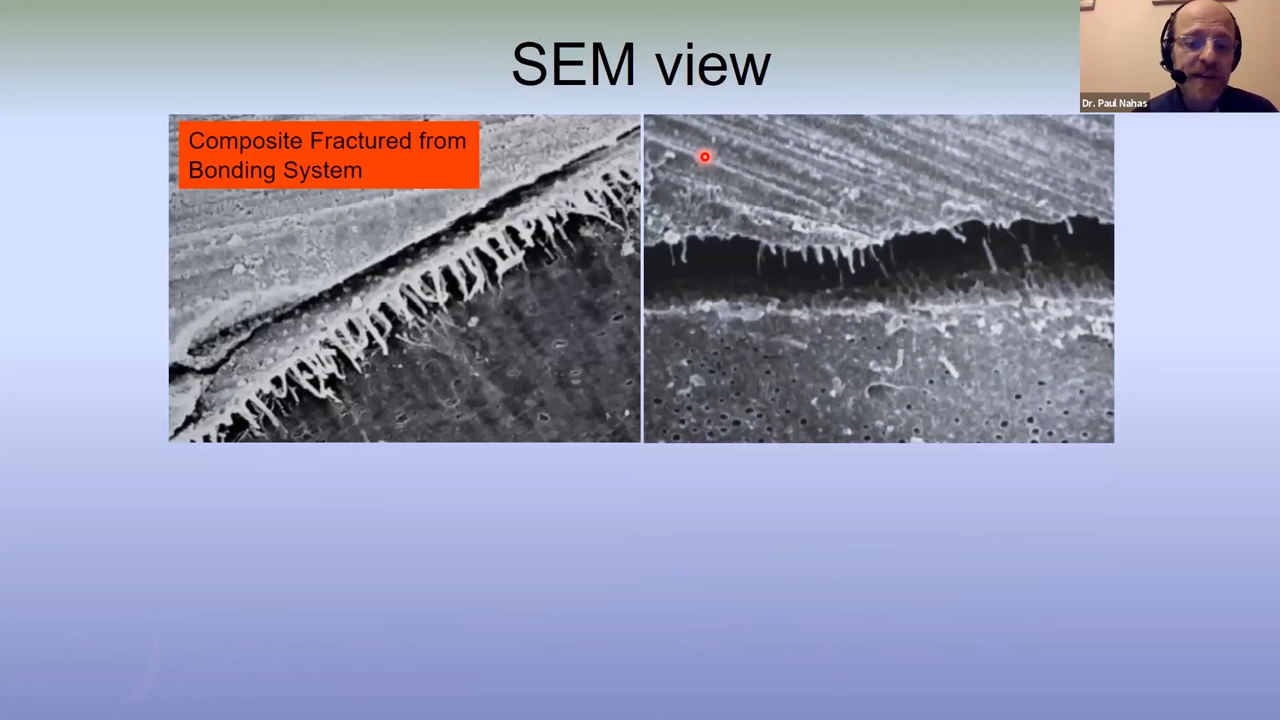 SEM view
Composite Fractured from
Bonding System
Dr. Paul Nahas